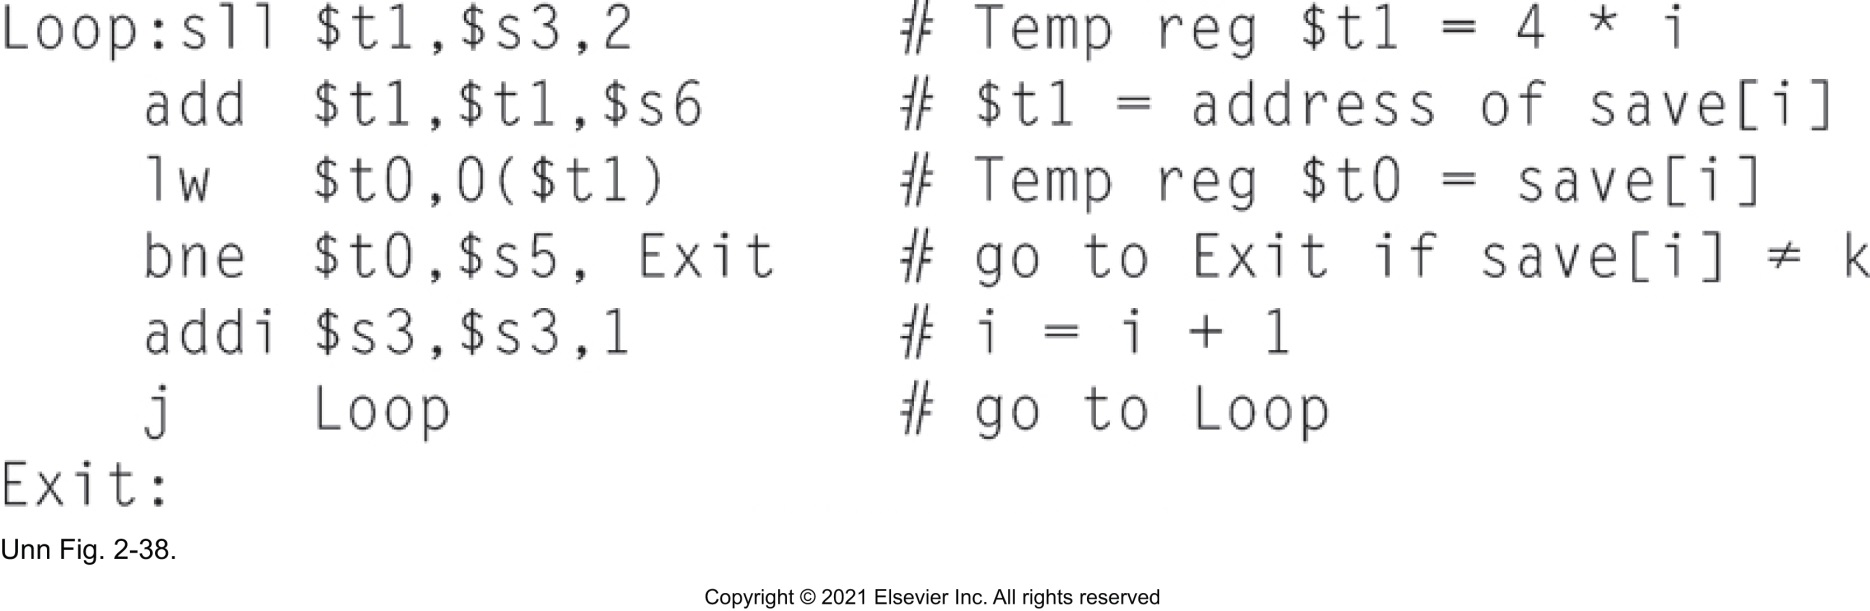 Loop:sll $t1,$s3,2 # Temp reg $t1 = 4 * i
add $t1,$t1,$s6 # $t1 = address of save[i]
lw $t0,0($t1) # Temp reg $t0 = save[i]
bne $t0,$s5, Exit # go to Exit if save[i] ≠ k
addi $s3,$s3,1 # i = i + 1
j Loop # go to Loop
Exit:
Unn Fig. 2-38.
Copyright © 2021 Elsevier Inc. All rights reserved